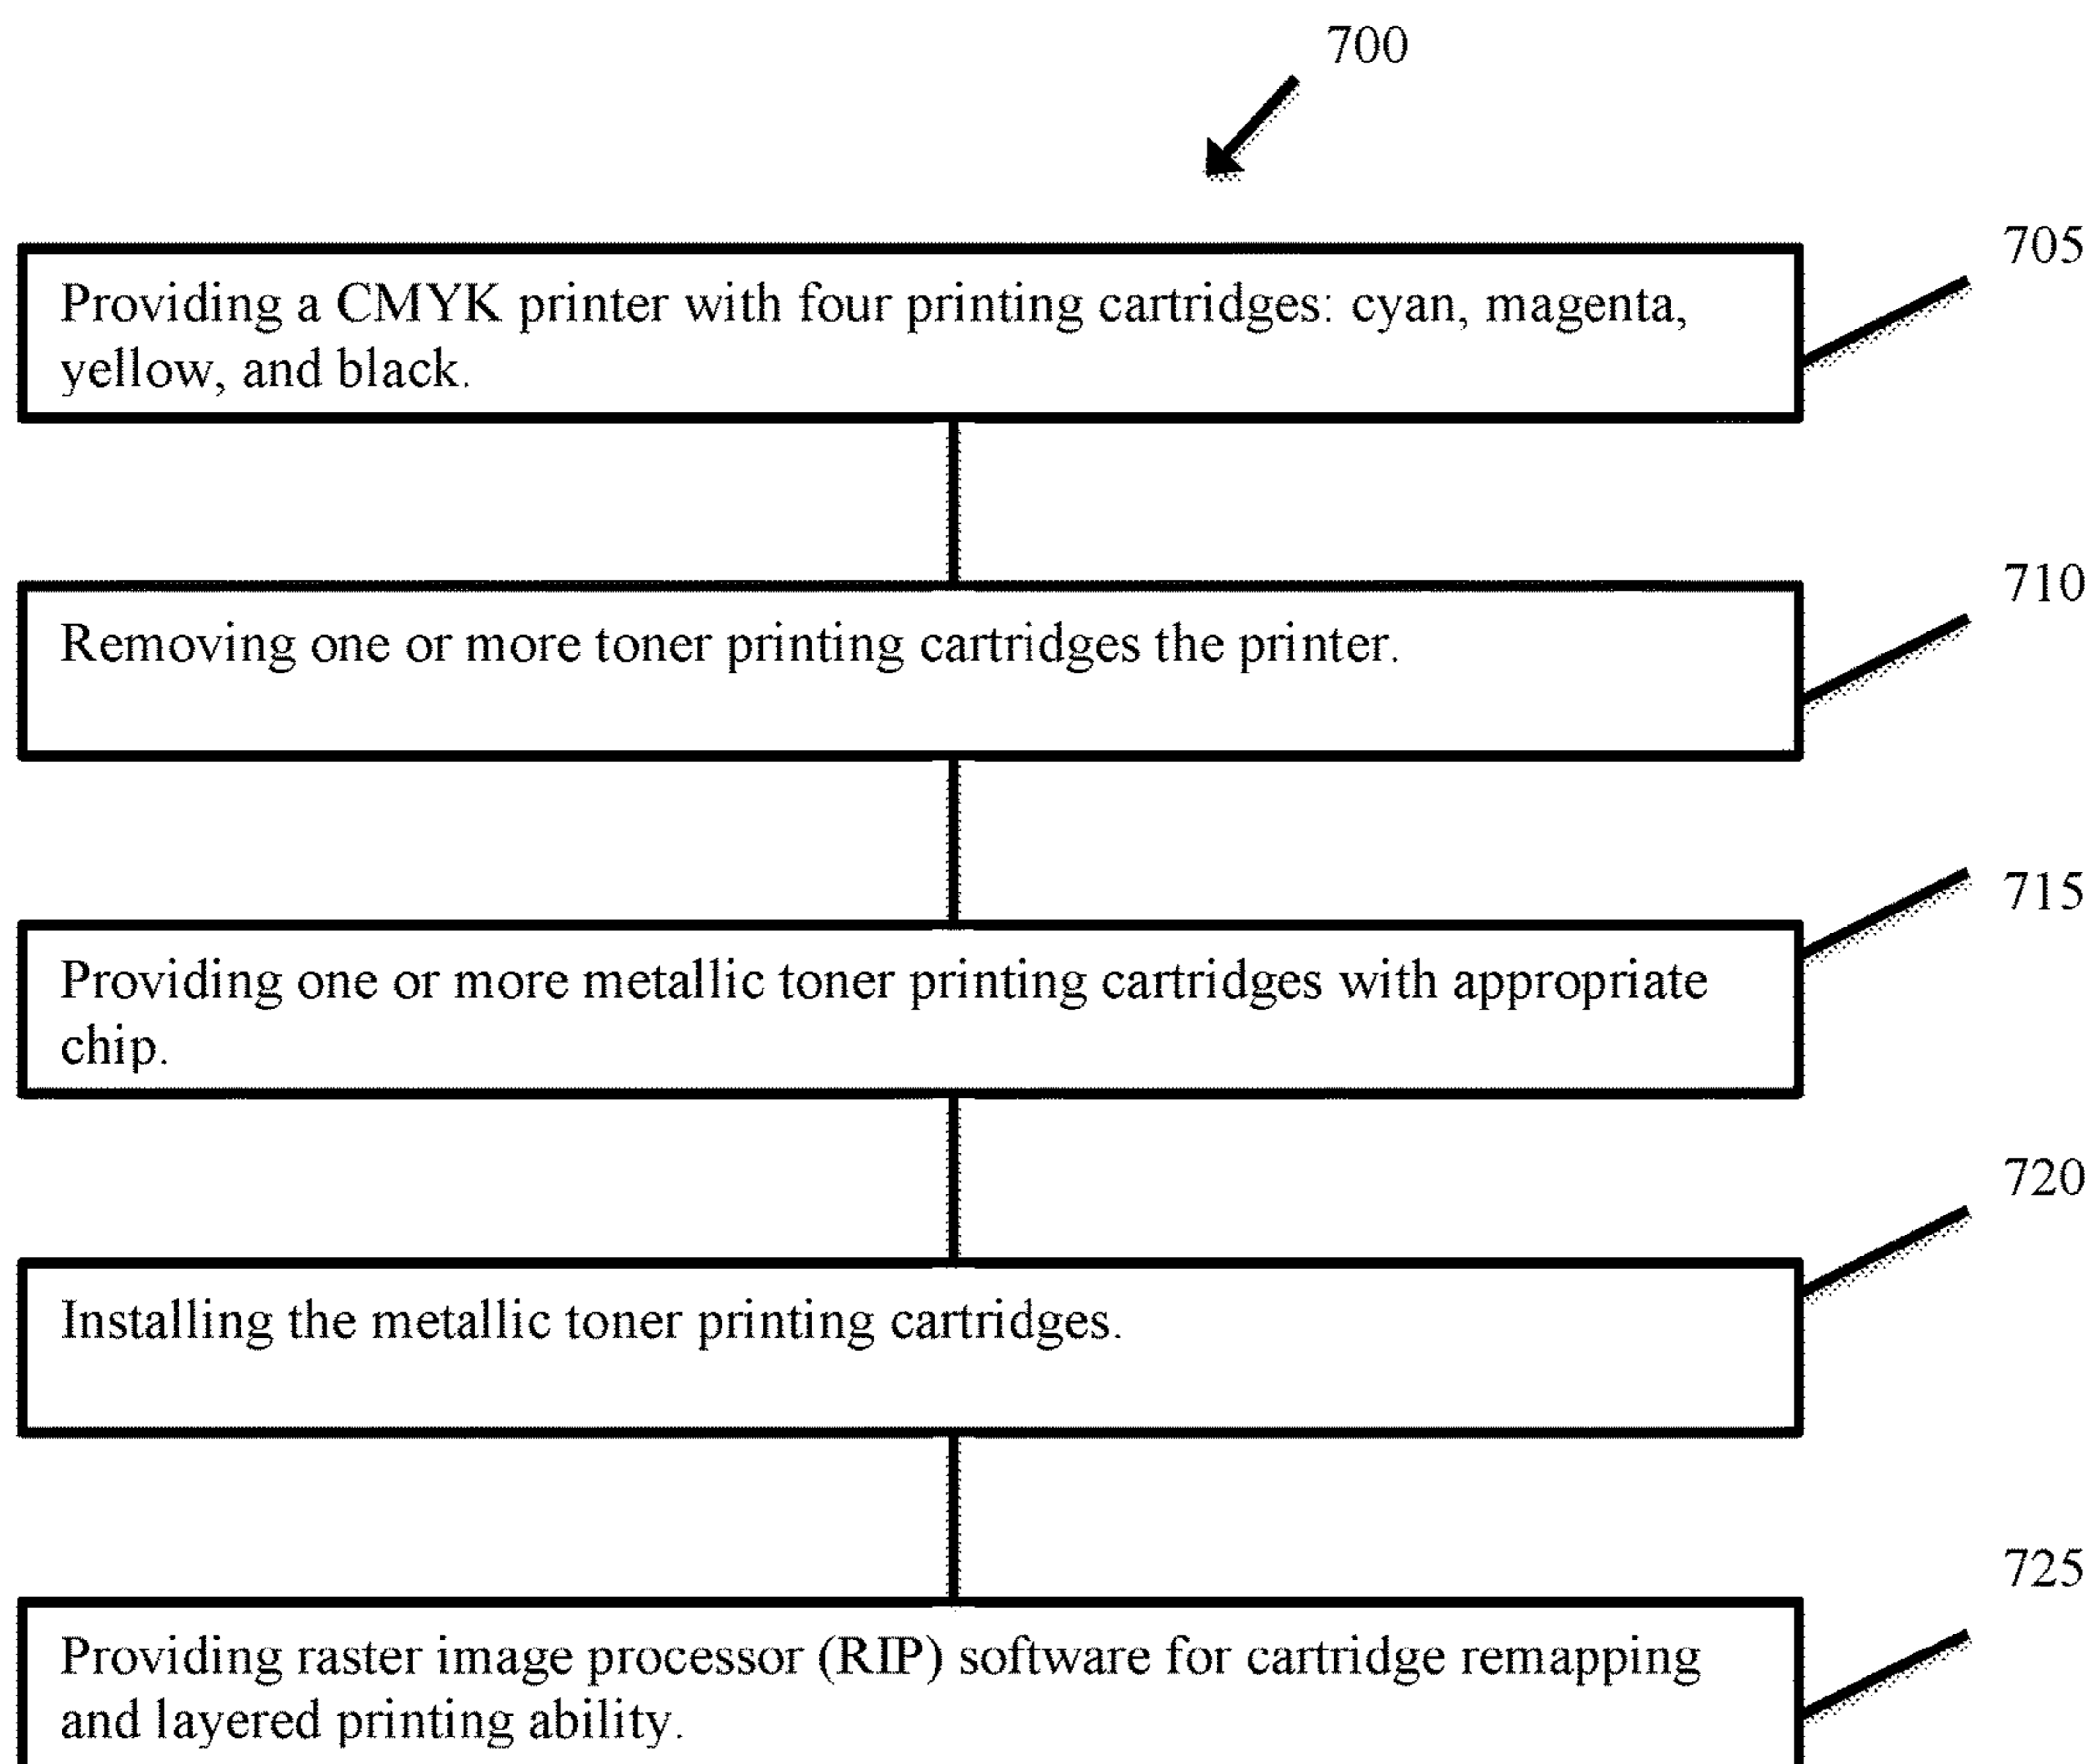 700
705
Providing a CMYK printer with four printing cartridges: cyan, magenta,
yellow, and black.
710
Removing one or more toner printing cartridges the printer.
715
Providing one or more metallic toner printing cartridges with appropriate
chip.
720
Installing the metallic toner printing cartridges.
725
Providing raster image processor (RIP) software for cartridge remapping
and layered printing ability.